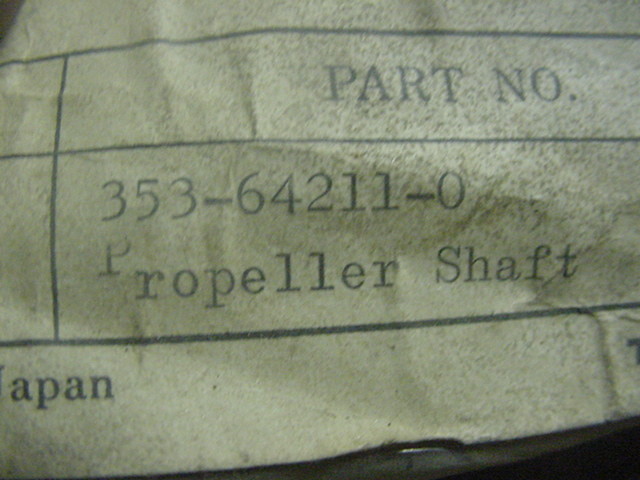 PART NO.
353-64211-0
Propeller Shaft
Japan